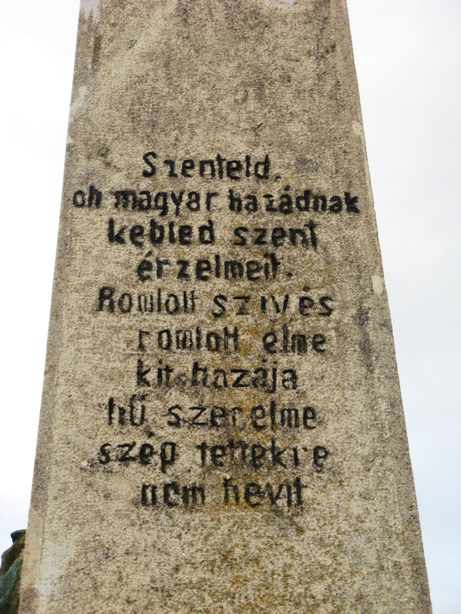 Szenteld,
oh magyar hazádnak
kebled szent
érzelmeit.
Romlott szív és
romlott elme
kit hazája
hű szerelme
szép tettekre
nem hevit